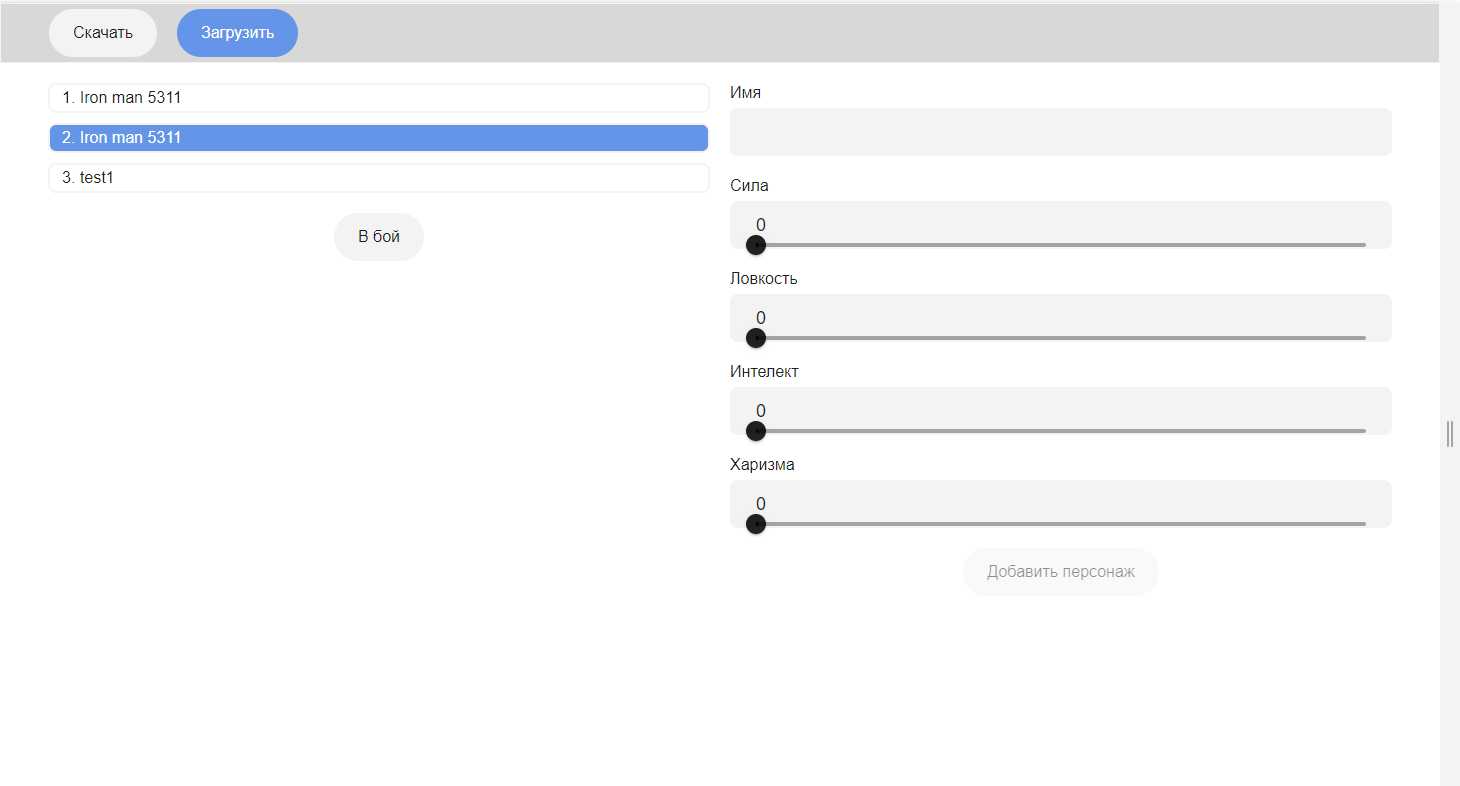 Скачать Загрузить
1. Iron man 5311
2. Iron man 5311
3. test1
В бой
Имя
Сила
0
Ловкость
0
Интелект
0
Харизма
0
Добавить персонаж